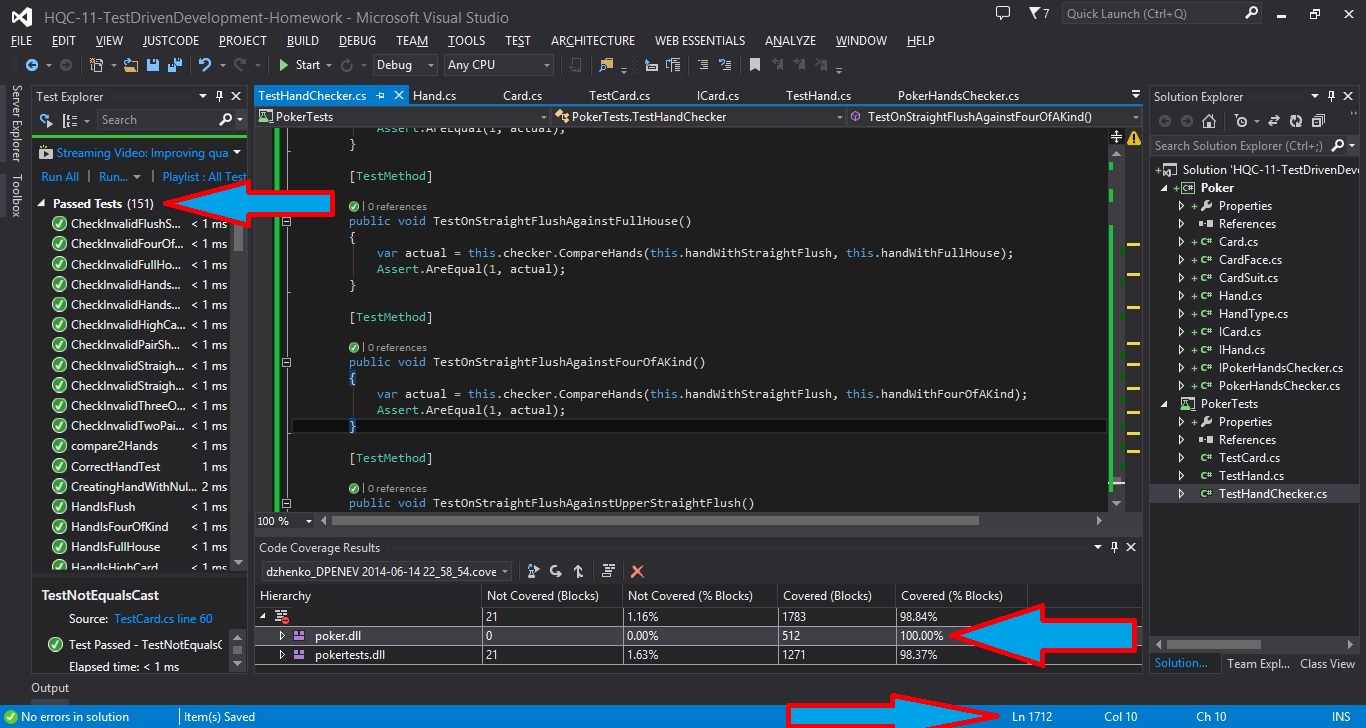 HQC-11-TestDrivenDevelopment-Homework - Microsoft Visual Studio
7
Quick Launch (Ctrl+Q)
FILE EDIT VIEW JUSTCODE PROJECT BUILD DEBUG TEAM TOOLS TEST ARCHITECTURE WEB ESSENTIALS ANALYZE WINDOW HELP
Start Debug Any CPU
Server Explorer
Toolbox
Test Explorer
Search
Streaming Video: Improving qua
Run All | Run... | Playlist : All Test
Passed Tests (151)
CheckInvalidFlushS... < 1 ms
CheckInvalidFourOf... < 1 ms
CheckInvalidFullHo... < 1 ms
CheckInvalidHands... < 1 ms
CheckInvalidHands... < 1 ms
CheckInvalidHighCa... < 1 ms
CheckInvalidPairSh... < 1 ms
CheckInvalidStraigh... < 1 ms
CheckInvalidStraigh... < 1 ms
CheckInvalidThreeO... < 1 ms
CheckInvalidTwoPai... < 1 ms
compare2Hands < 1 ms
CorrectHandTest 1 ms
CreatingHandWithNul... 2 ms
HandIsFlush < 1 ms
HandIsFourOfKind < 1 ms
HandIsFullHouse < 1 ms
HandIsHighCard < 1 ms
TestNotEqualsCast
Source: TestCard.cs line 60
Test Passed - TestNotEqualsC
Elapsed time: < 1 ms
TestHandChecker.cs Hand.cs Card.cs TestCard.cs ICard.cs TestHand.cs PokerHandsChecker.cs
PokerTests PokerTests.TestHandChecker TestOnStraightFlushAgainstFourOfAKind()
Assert.AreEqual(1, actual);
}
[TestMethod]
0 references
public void TestOnStraightFlushAgainstFullHouse()
{
var actual = this.checker.CompareHands(this.handWithStraightFlush, this.handWithFullHouse);
Assert.AreEqual(1, actual);
}
[TestMethod]
0 references
public void TestOnStraightFlushAgainstFourOfAKind()
{
var actual = this.checker.CompareHands(this.handWithStraightFlush, this.handWithFourOfAKind);
Assert.AreEqual(1, actual);
}
[TestMethod]
0 references
public void TestOnStraightFlushAgainstUpperStraightFlush()
100 %
Code Coverage Results
dzhenko_DPENEV 2014-06-14 22_58_54.cove
Hierarchy Not Covered (Blocks) Not Covered (% Blocks) Covered (Blocks) Covered (% Blocks)
21 1.16% 1783 98.84%
poker.dll 0 0.00% 512 100.00%
pokertests.dll 21 1.63% 1271 98.37%
Solution Explorer
Search Solution Explorer (Ctrl+;)
Solution 'HQC-11-TestDrivenDev
Poker
Properties
References
Card.cs
CardFace.cs
CardSuit.cs
Hand.cs
HandType.cs
ICard.cs
IHand.cs
IPokerHandsChecker.cs
PokerHandsChecker.cs
PokerTests
Properties
References
TestCard.cs
TestHand.cs
TestHandChecker.cs
Solution... Team Expl... Class View
Output
No errors in solution | Item(s) Saved Ln 1712 Col 10 Ch 10 INS